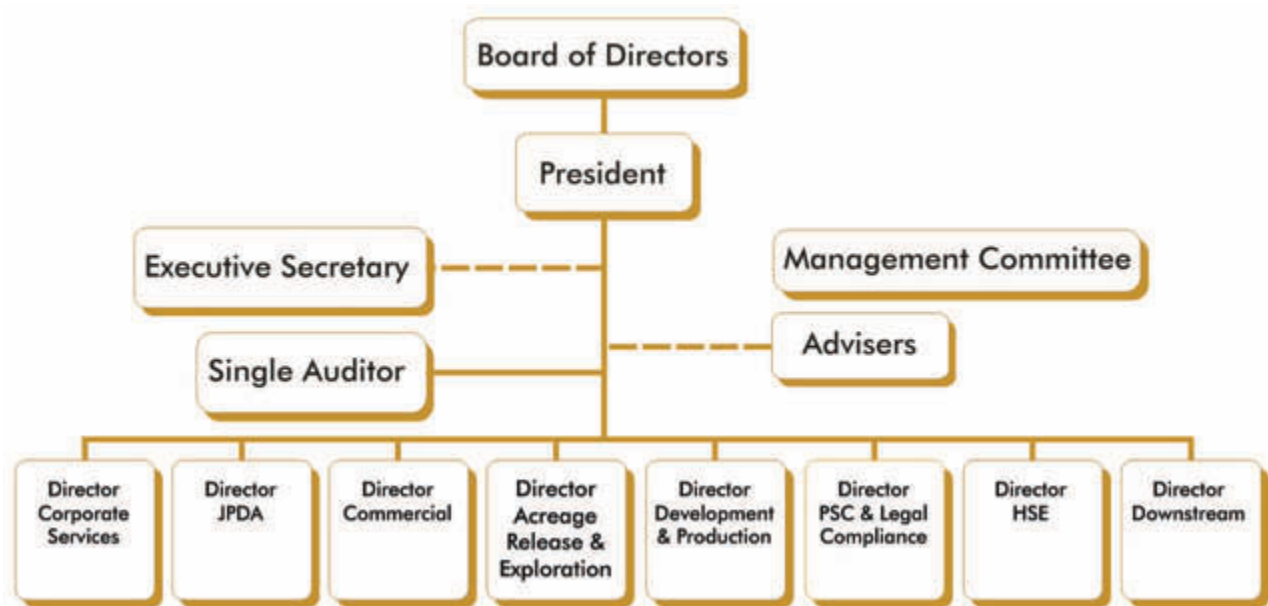 Board of Directors
President
Executive Secretary
Management Committee
Advisers
Single Auditor
Director
Corporate
Services
Director
JPDA
Director
Commercial
Director
Acreage
Release &
Exploration
Director
Development
& Production
Director
PSC & Legal
Compliance
Director
HSE
Director
Downstream